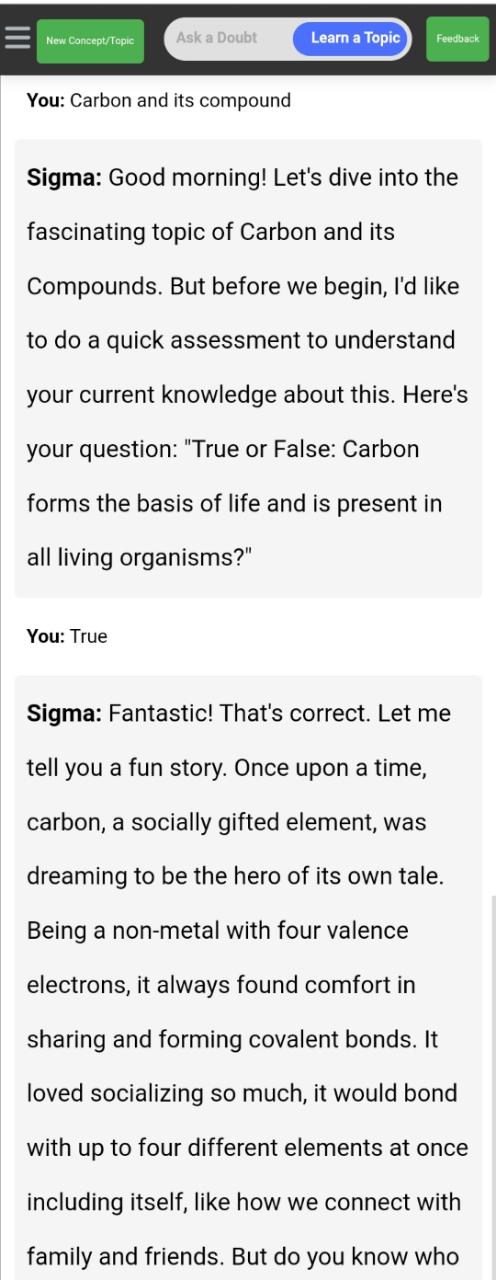 New Concept/Topic
Ask a Doubt
Learn a Topic
Feedback
You: Carbon and its compound
Sigma: Good morning! Let's dive into the
fascinating topic of Carbon and its
Compounds. But before we begin, I'd like
to do a quick assessment to understand
your current knowledge about this. Here's
your question: "True or False: Carbon
forms the basis of life and is present in
all living organisms?"
You: True
Sigma: Fantastic! That's correct. Let me
tell you a fun story. Once upon a time,
carbon, a socially gifted element, was
dreaming to be the hero of its own tale.
Being a non-metal with four valence
electrons, it always found comfort in
sharing and forming covalent bonds. It
loved socializing so much, it would bond
with up to four different elements at once
including itself, like how we connect with
family and friends. But do you know who